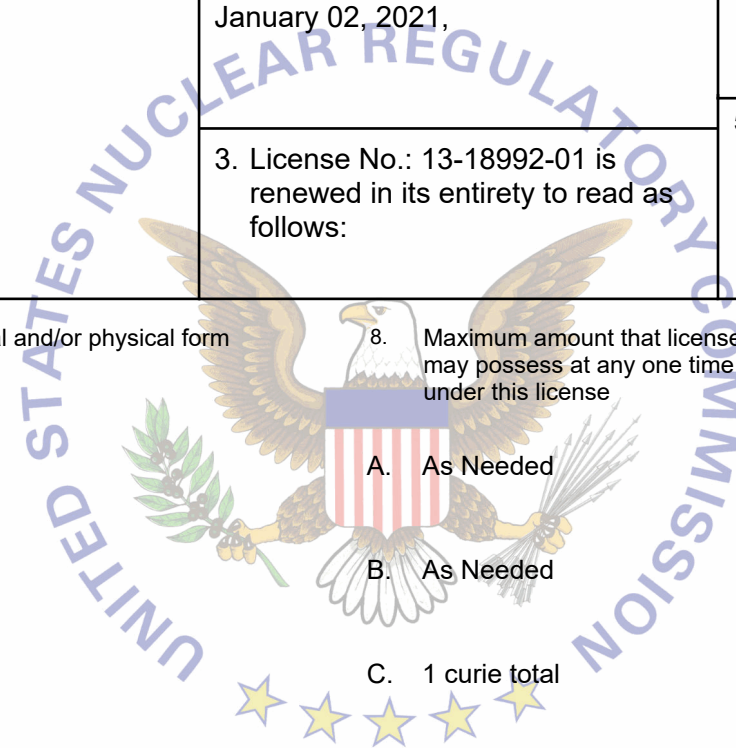 January 02, 2021,
3. License No.: 13-18992-01 is
renewed in its entirety to read as
follows:
and/or physical form
8. Maximum amount that
may possess at any one time
under this license
A. As Needed
B. As Needed
C. 1 curie total
UNITED STATES NUCLEAR REGULATORY COMMISSION